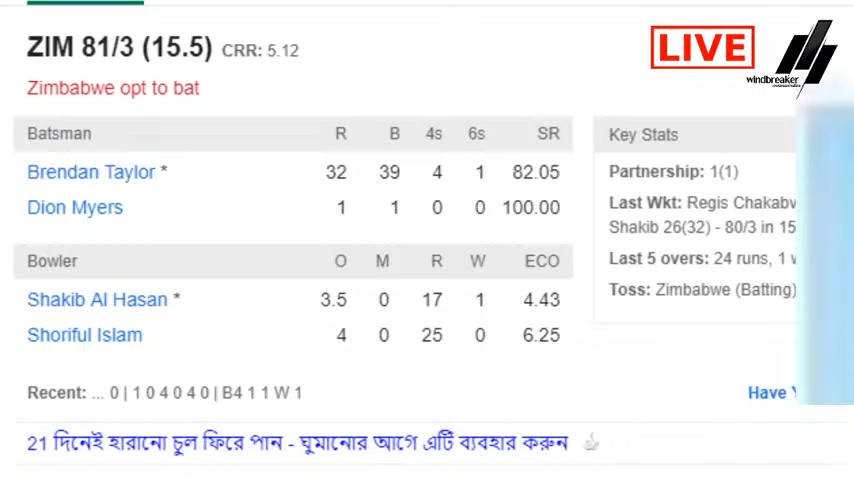 ZIM 81/3 (15.5) CRR: 5.12
LIVE
windbreaker
Zimbabwe opt to bat
Batsman R B 4s 6s SR
Brendan Taylor * 32 39 4 1 82.05
Dion Myers 1 1 0 0 100.00
Bowler O M R W ECO
Shakib Al Hasan * 3.5 0 17 1 4.43
Shoriful Islam 4 0 25 0 6.25
Key Stats
Partnership: 1(1)
Last Wkt: Regis Chakabv
Shakib 26(32) - 80/3 in 15
Last 5 overs: 24 runs, 1
Toss: Zimbabwe (Batting)
Recent: ... 0 | 1 0 4 0 4 0 | B4 1 1 W 1
Have
21 দিনেই হারানো চুল ফিরে পান - ঘুমানোর আগে এটি ব্যবহার করুন